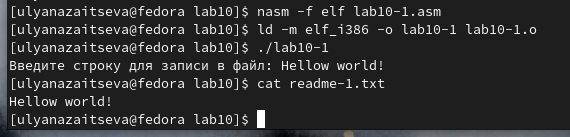 [ulyanazaitseva@fedora lab10]$ nasm -f elf lab10-1.asm
[ulyanazaitseva@fedora lab10]$ ld -m elf_i386 -o lab10-1 lab10-1.o
[ulyanazaitseva@fedora lab10]$ ./lab10-1
Введите строку для записи в файл: Hellow world!
[ulyanazaitseva@fedora lab10]$ cat readme-1.txt
Hellow world!
[ulyanazaitseva@fedora lab10]$